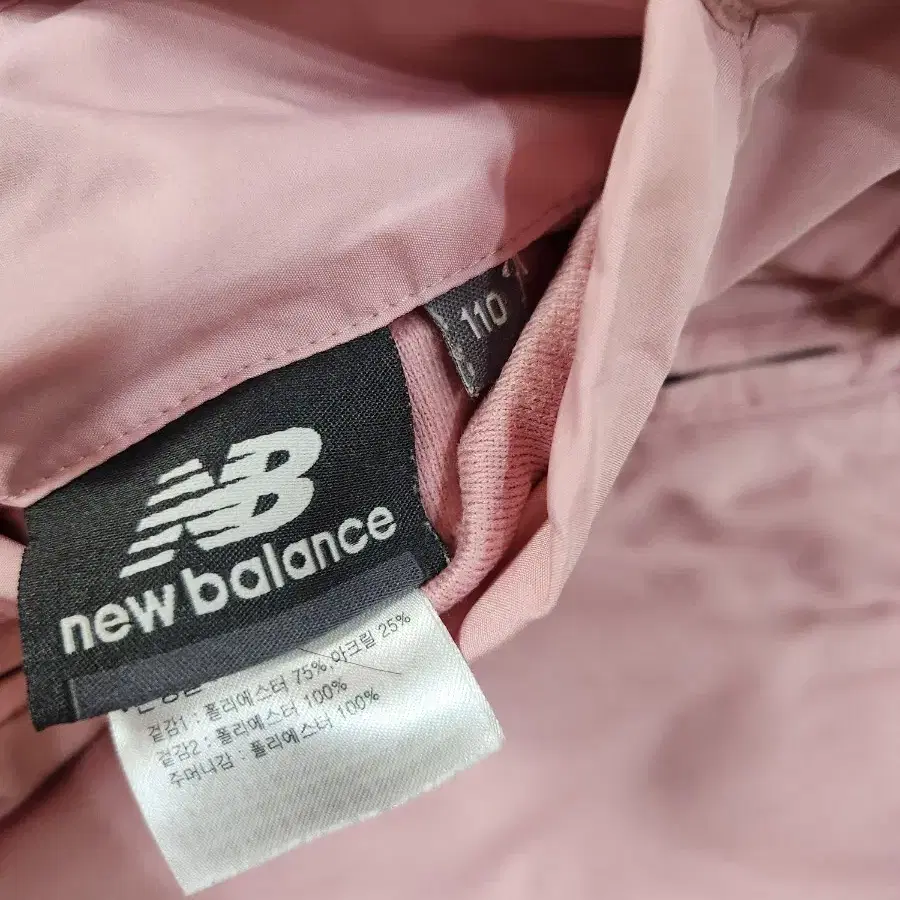 110
NB
new balance
겉감1 : 폴리에스터 75%,아크릴 25%
겉감2 : 폴리에스터 100%
주머니감 : 폴리에스터 100%